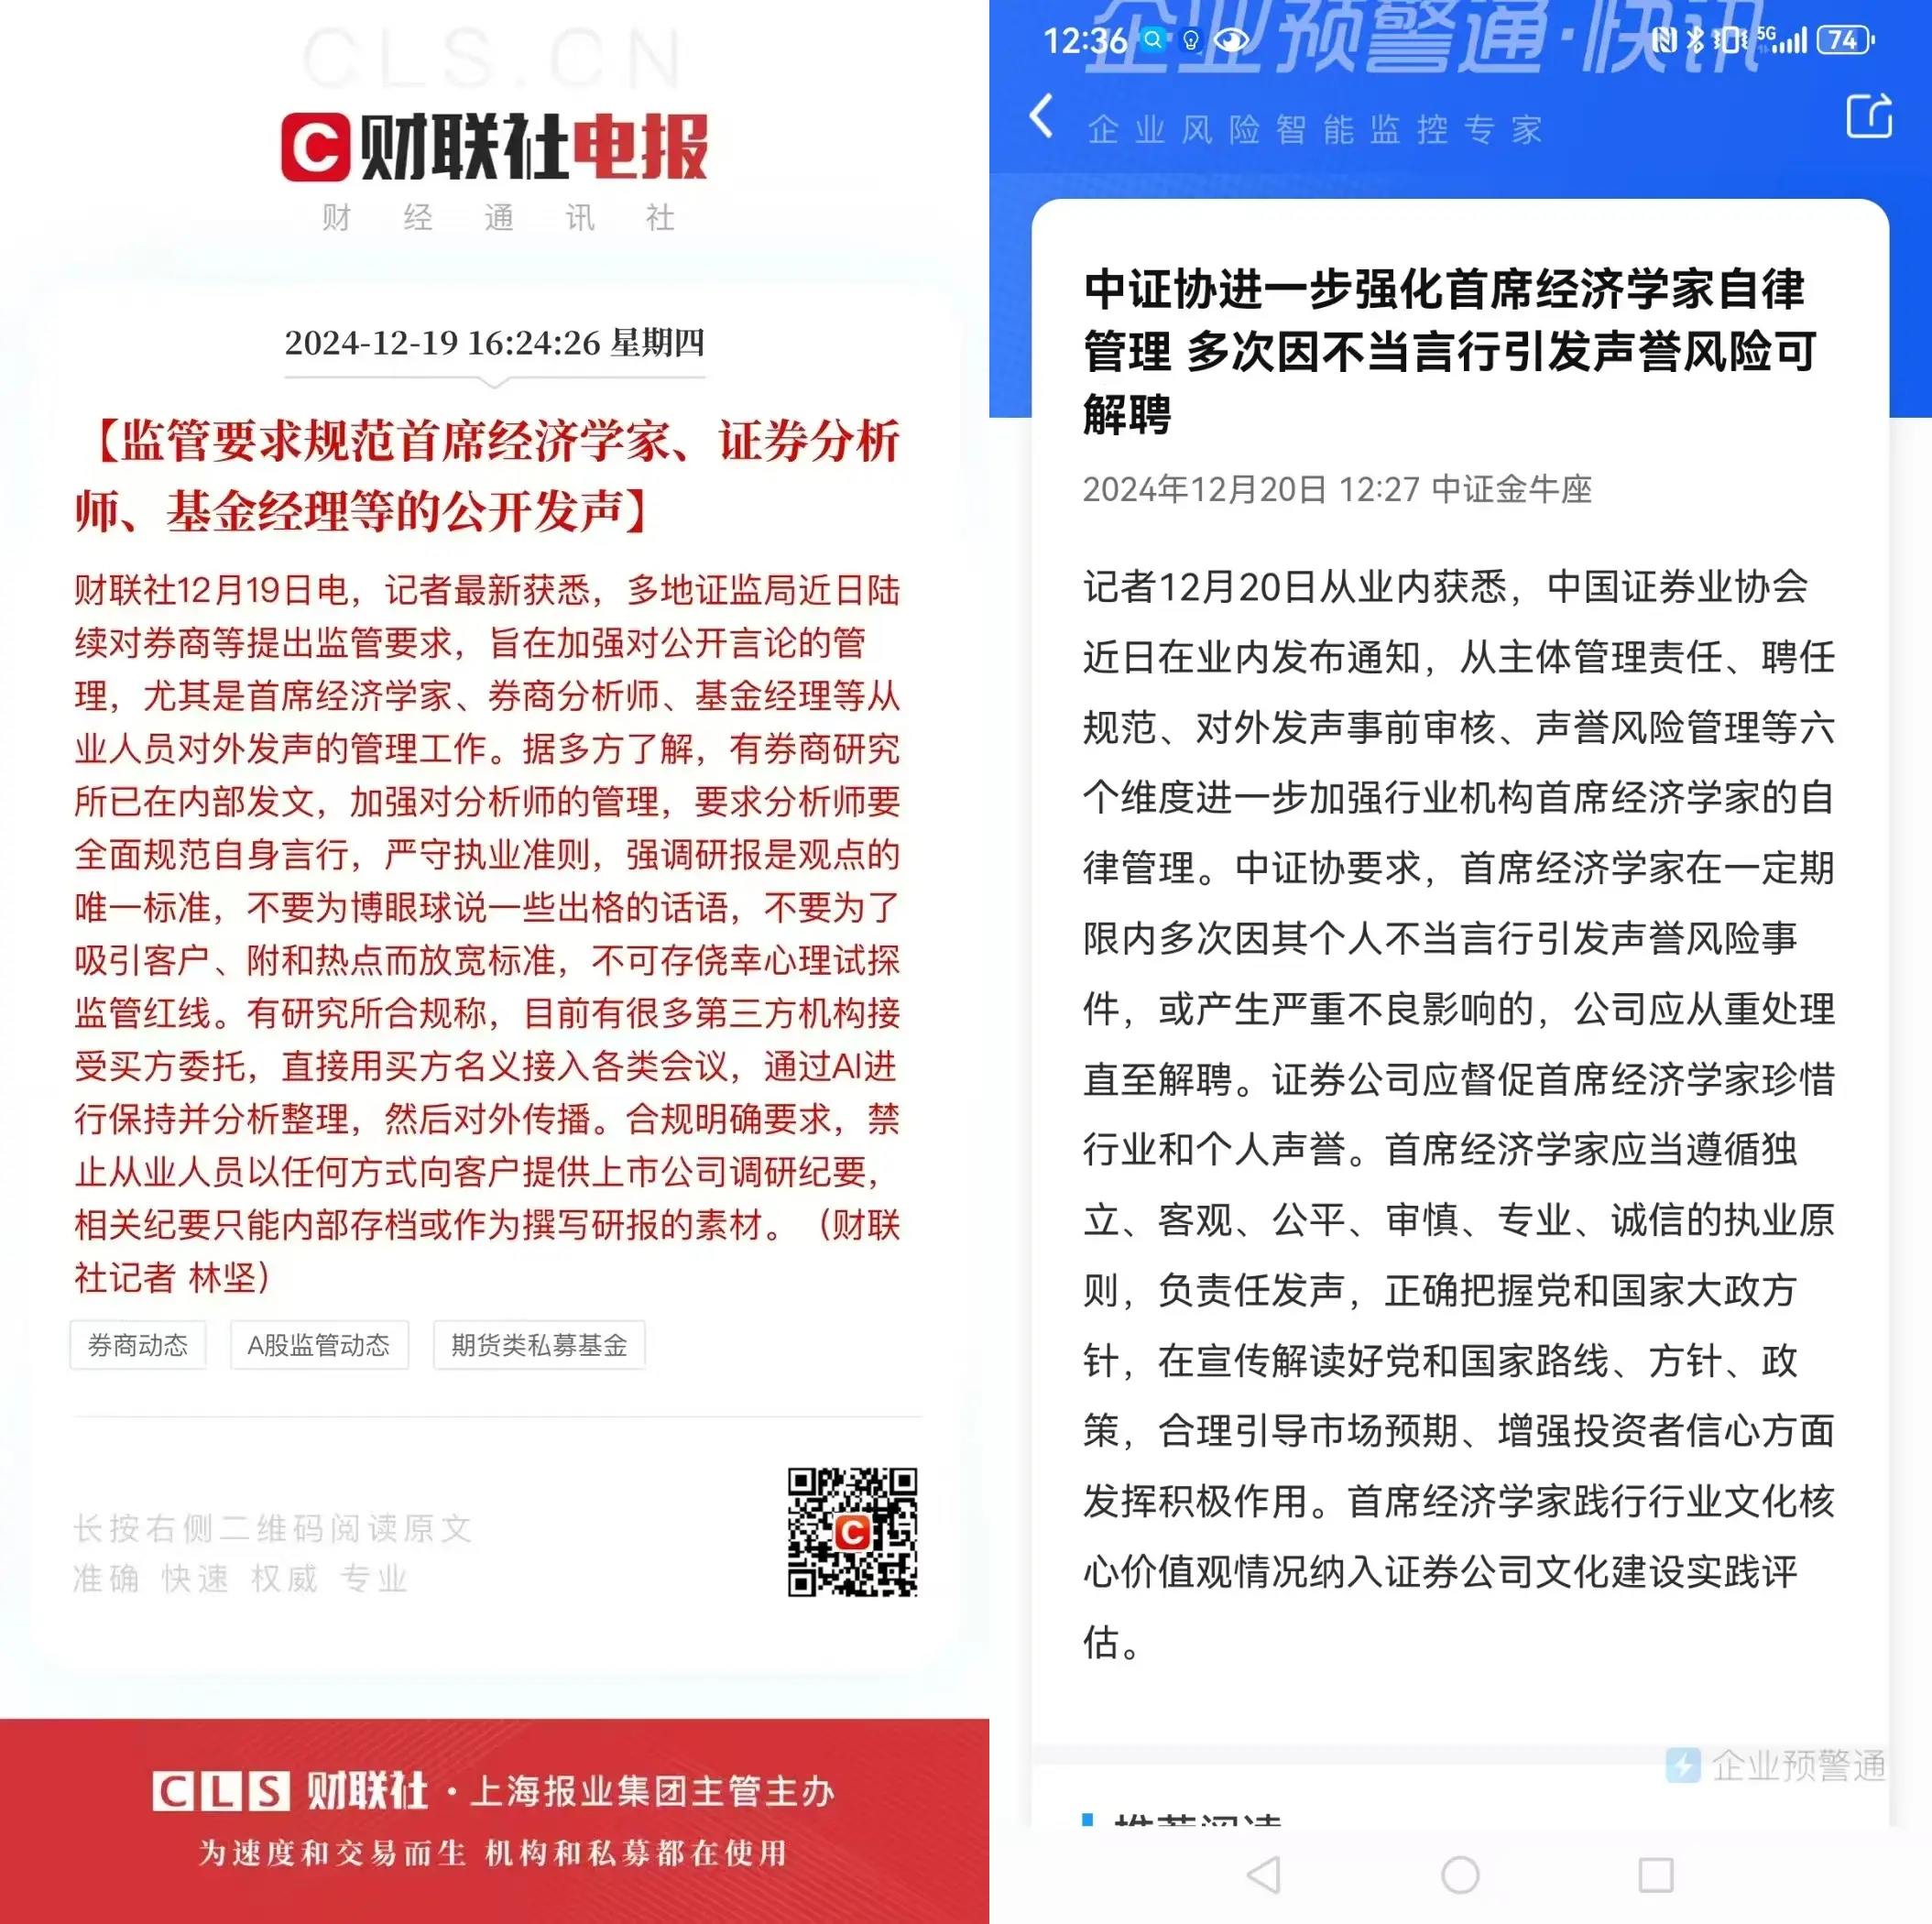 CLS.CN
C财联社电报
财经通讯社
2024-12-19 16:24:26 星期四
【监管要求规范首席经济学家、证券分析
师、基金经理等的公开发声】
财联社12月19日电，记者最新获悉，多地证监局近日陆
续对券商等提出监管要求，旨在加强对公开言论的管
理，尤其是首席经济学家、券商分析师、基金经理等从
业人员对外发声的管理工作。据多方了解，有券商研究
所已在内部发文，加强对分析师的管理，要求分析师要
全面规范自身言行，严守执业准则，强调研报是观点的
唯一标准，不要为博眼球说一些出格的话语，不要为了
吸引客户、附和热点而放宽标准，不可存侥幸心理试探
监管红线。有研究所合规称，目前有很多第三方机构接
受买方委托，直接用买方名义接入各类会议，通过AI进
行保持并分析整理，然后对外传播。合规明确要求，禁
止从业人员以任何方式向客户提供上市公司调研纪要，
相关纪要只能内部存档或作为撰写研报的素材。（财联
社记者 林坚）
券商动态 A股监管动态 期货类私募基金
长按右侧二维码阅读原文
准确 快速 权威 专业
C
CLS 财联社·上海报业集团主管主办
为速度和交易而生 机构和私募都在使用
企业预警通·快讯
12:36 5G 74
企业风险智能监控专家
中证协进一步强化首席经济学家自律
管理 多次因不当言行引发声誉风险可
解聘
2024年12月20日 12:27 中证金牛座
记者12月20日从业内获悉，中国证券业协会
近日在业内发布通知，从主体管理责任、聘任
规范、对外发声事前审核、声誉风险管理等六
个维度进一步加强行业机构首席经济学家的自
律管理。中证协要求，首席经济学家在一定期
限内多次因其个人不当言行引发声誉风险事
件，或产生严重不良影响的，公司应从重处理
直至解聘。证券公司应督促首席经济学家珍惜
行业和个人声誉。首席经济学家应当遵循独
立、客观、公平、审慎、专业、诚信的执业原
则，负责任发声，正确把握党和国家大政方
针，在宣传解读好党和国家路线、方针、政
策，合理引导市场预期、增强投资者信心方面
发挥积极作用。首席经济学家践行行业文化核
心价值观情况纳入证券公司文化建设实践评
估。
企业预警通
推荐阅读